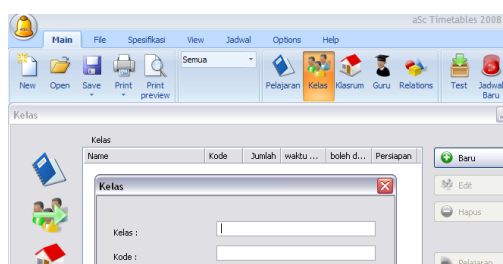 aSc Timetables 2008
Main File Spesifikasi View Jadwal Options Help
Semua
New Open Save Print Print preview Pelajaran Kelas Klasrum Guru Relations Test Jadwal Baru
Kelas
Kelas
Name Kode Jumlah waktu ... boleh d... Persiapan
Baru
Kelas
Edit
Hapus
Kelas :
Kode :
Pelajaran